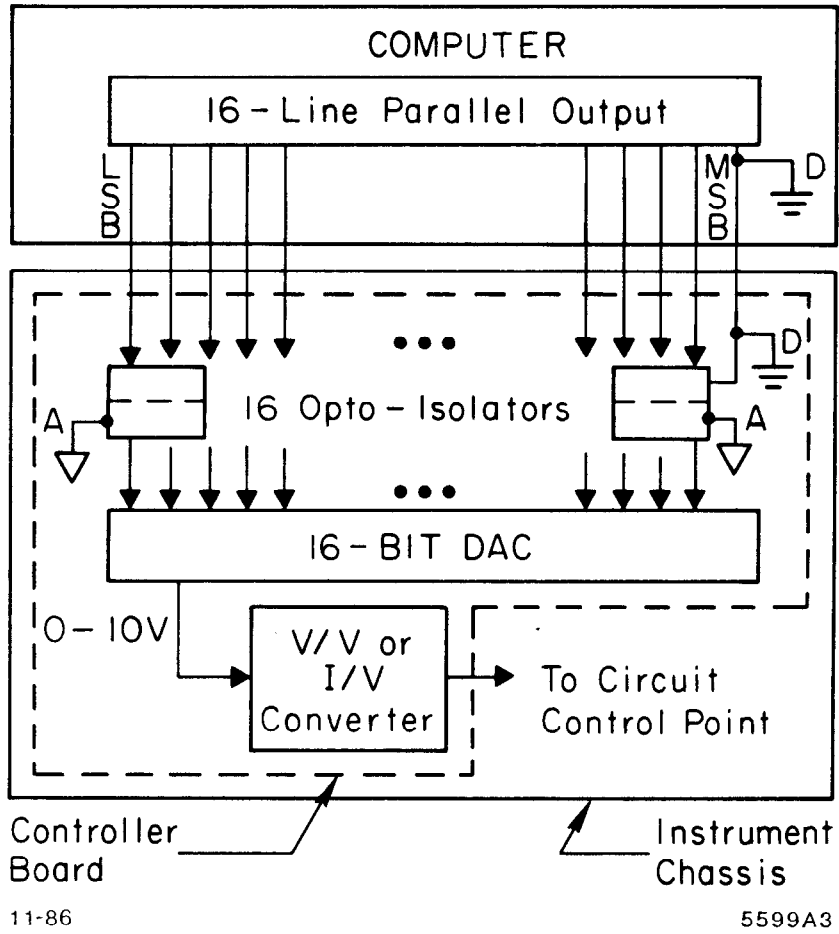 COMPUTER
16-Line Parallel Output
LSB
MSB
D
D
A
16 Opto-Isolators
A
16-BIT DAC
0-10V
V/V or
I/V
Converter
To Circuit
Control Point
Controller
Board
Instrument
Chassis
11-86
5599A3